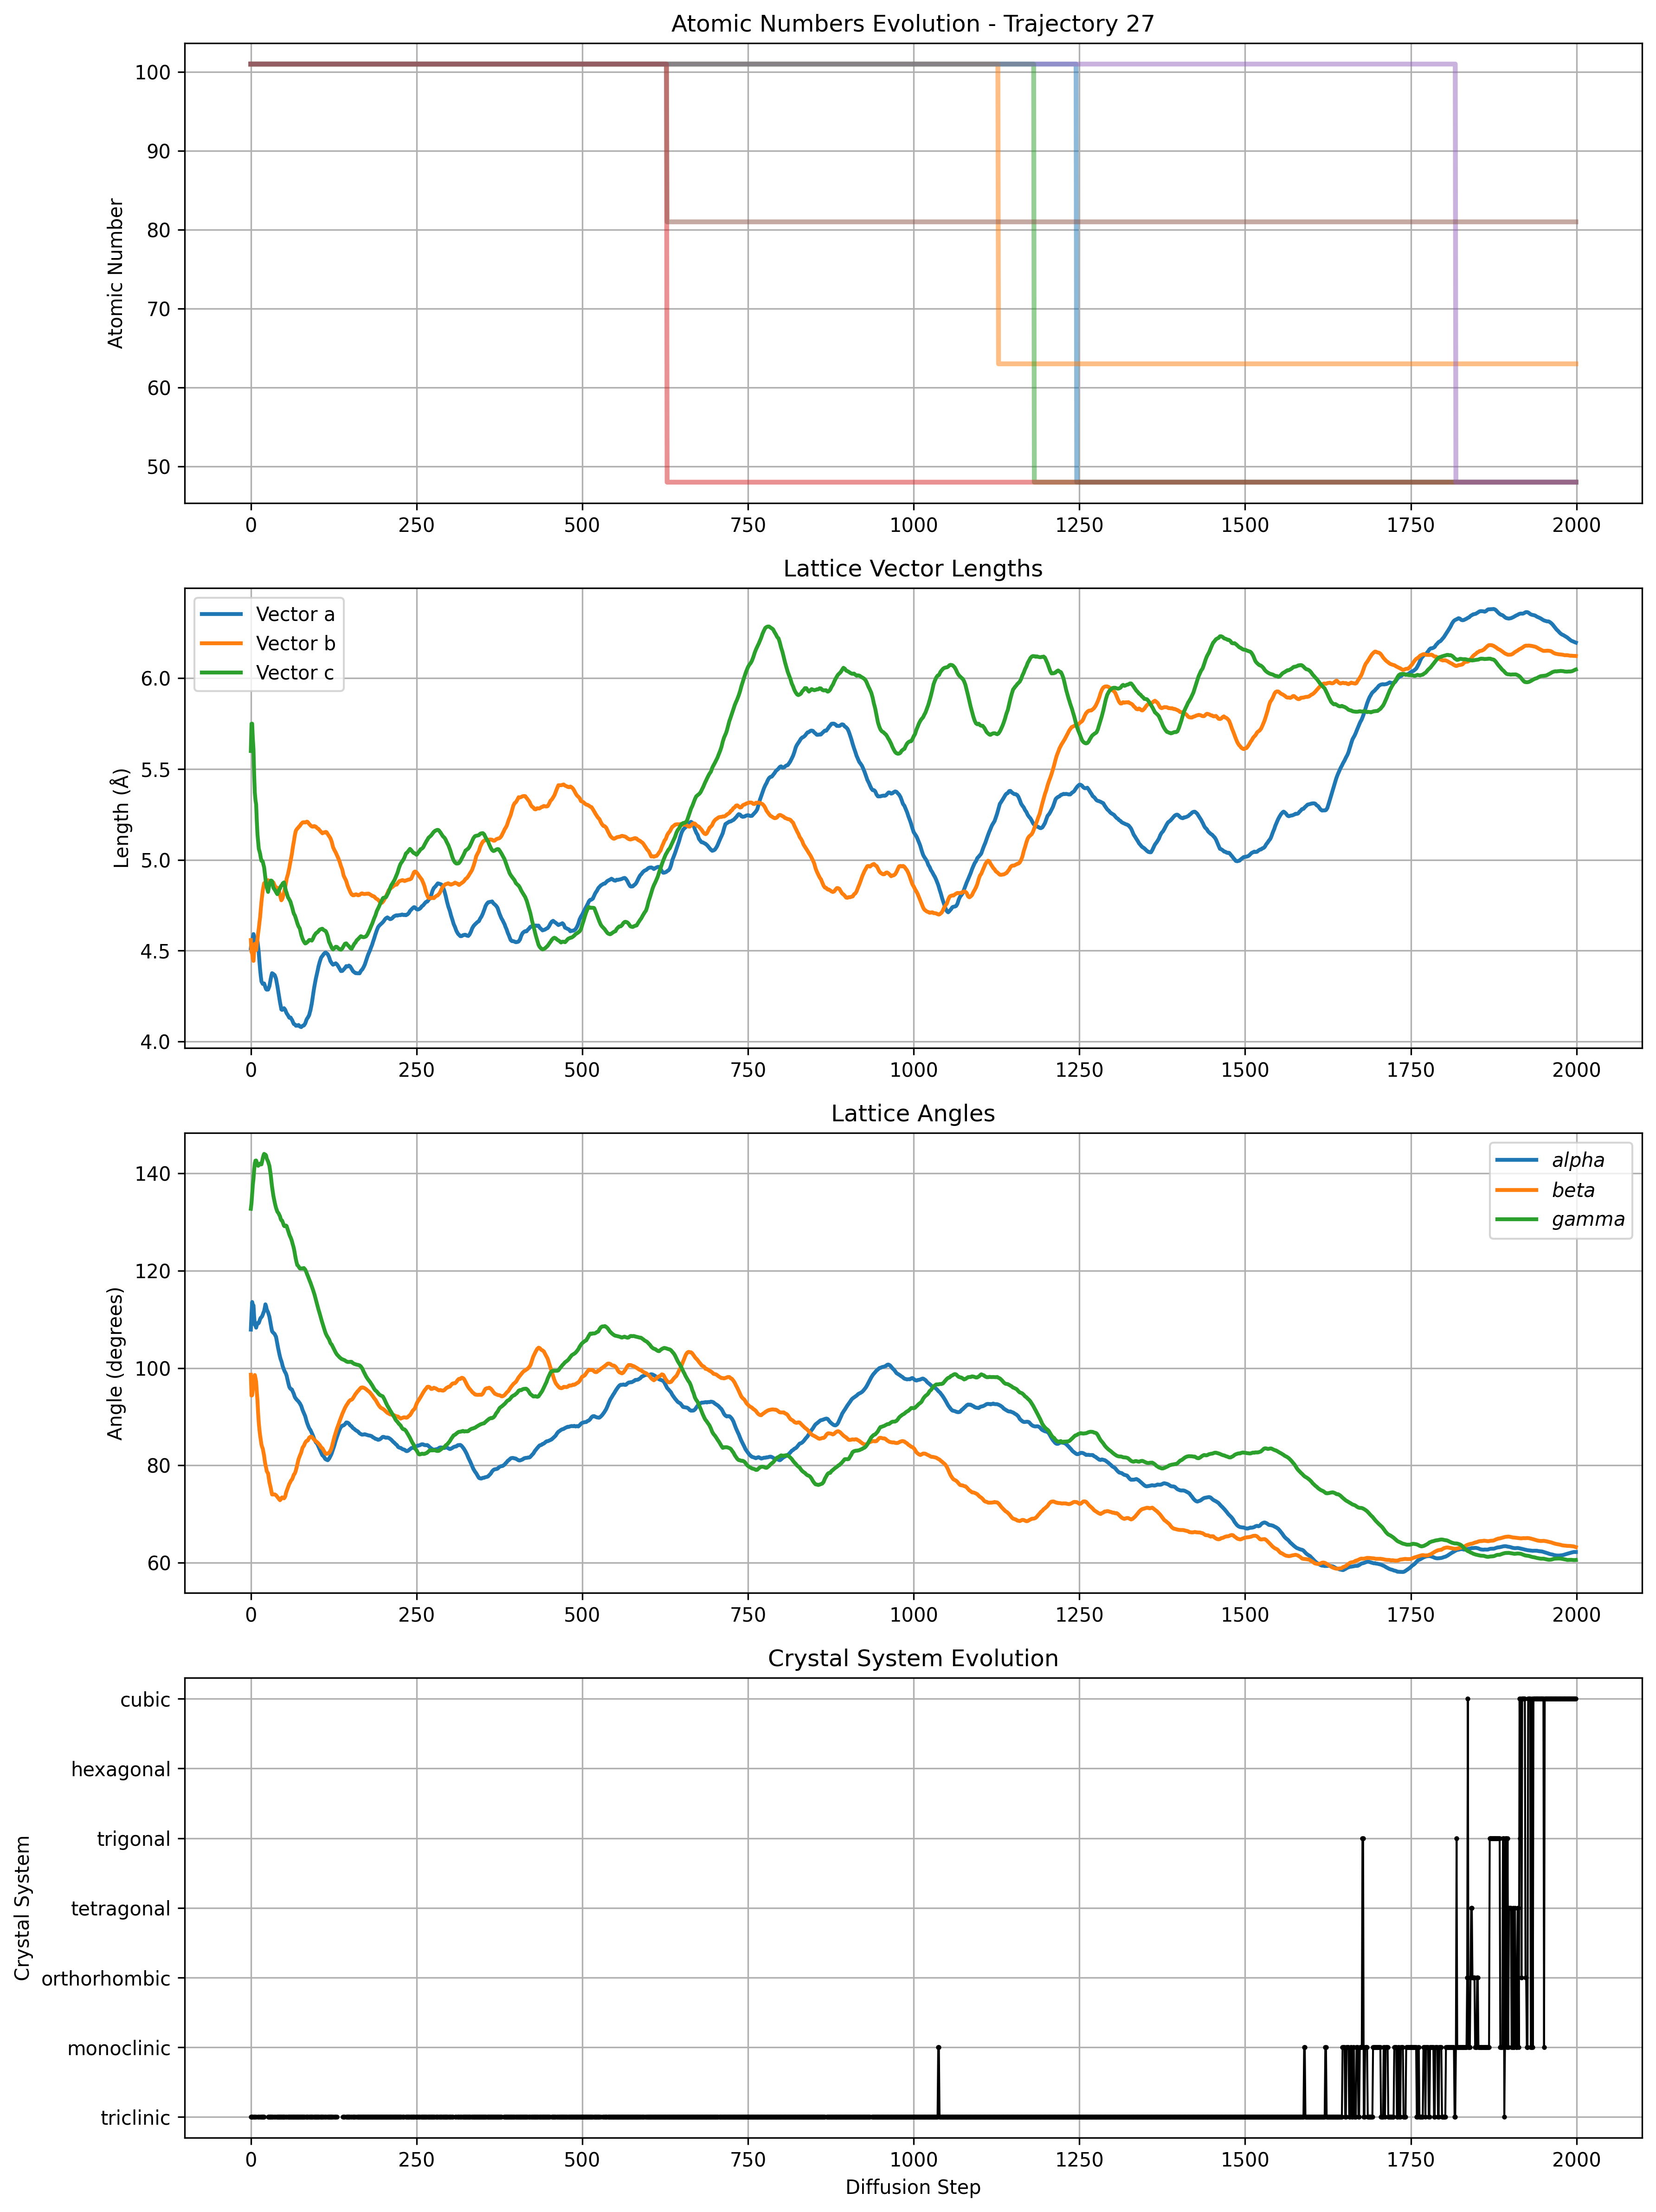 Atomic Numbers Evolution - Trajectory 27
Atomic Number
100
90
80
70
60
50
0 250 500 750 1000 1250 1500 1750 2000
Lattice Vector Lengths
Length (Å)
Vector a
Vector b
Vector c
6.0
5.5
5.0
4.5
4.0
0 250 500 750 1000 1250 1500 1750 2000
Lattice Angles
Angle (degrees)
alpha
beta
gamma
140
120
100
80
60
0 250 500 750 1000 1250 1500 1750 2000
Crystal System Evolution
Crystal System
cubic
hexagonal
trigonal
tetragonal
orthorhombic
monoclinic
triclinic
0 250 500 750 1000 1250 1500 1750 2000
Diffusion Step